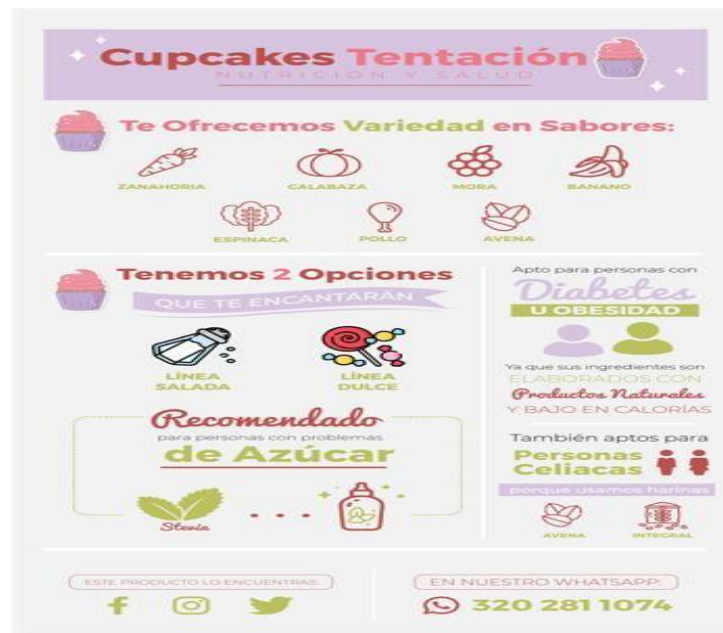 Cupcakes Tentación
NUTRICIÓN Y SALUD
Te Ofrecemos Variedad en Sabores:
ZANAHORIA
CALABAZA
MORA
BANANO
ESPINACA
POLLO
AVENA
Tenemos 2 Opciones
QUE TE ENCANTARÁN
LÍNEA
SALADA
LÍNEA
DULCE
Recomendado
para personas con problemas
de Azúcar
Stevia
Apto para personas con
Diabetes
U OBESIDAD
Ya que sus ingredientes son
ELABORADOS CON
Productos Naturales
Y BAJO EN CALORÍAS
También aptos para
Personas
Celiacas
porque usamos harinas
AVENA
INTEGRAL
ESTE PRODUCTO LO ENCUENTRAS:
EN NUESTRO WHATSAPP:
320 281 1074